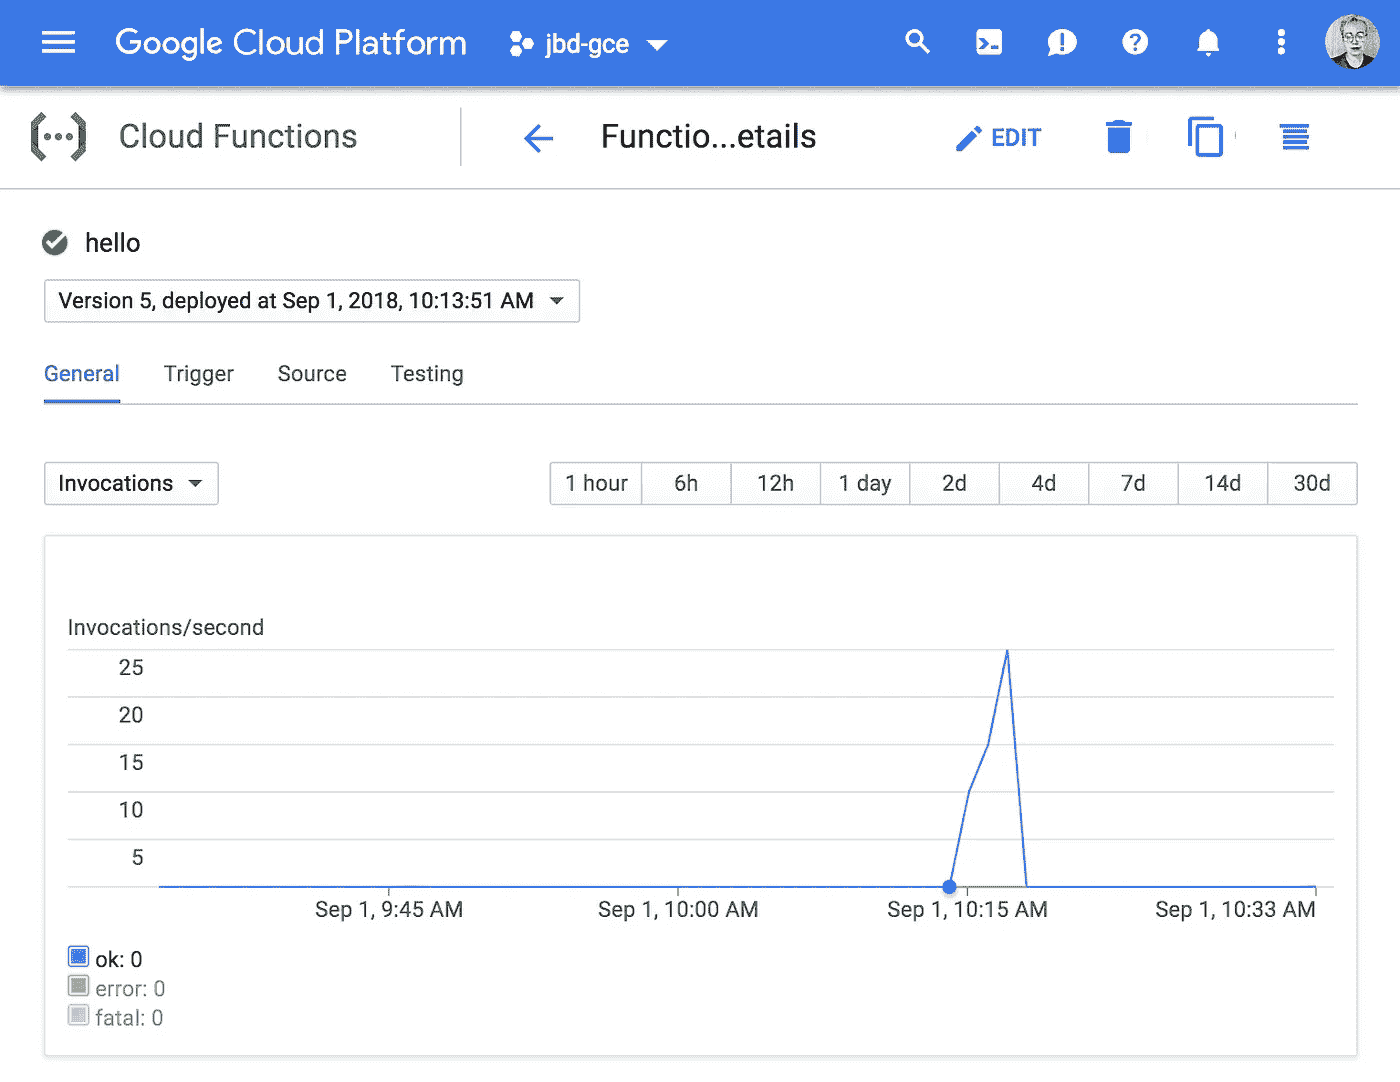 Google Cloud Platform jbd-gce
Cloud Functions Functio...etails EDIT
hello
Version 5, deployed at Sep 1, 2018, 10:13:51 AM
General Trigger Source Testing
Invocations 1 hour 6h 12h 1 day 2d 4d 7d 14d 30d
Invocations/second
25
20
15
10
5
Sep 1, 9:45 AM Sep 1, 10:00 AM Sep 1, 10:15 AM Sep 1, 10:33 AM
ok: 0
error: 0
fatal: 0